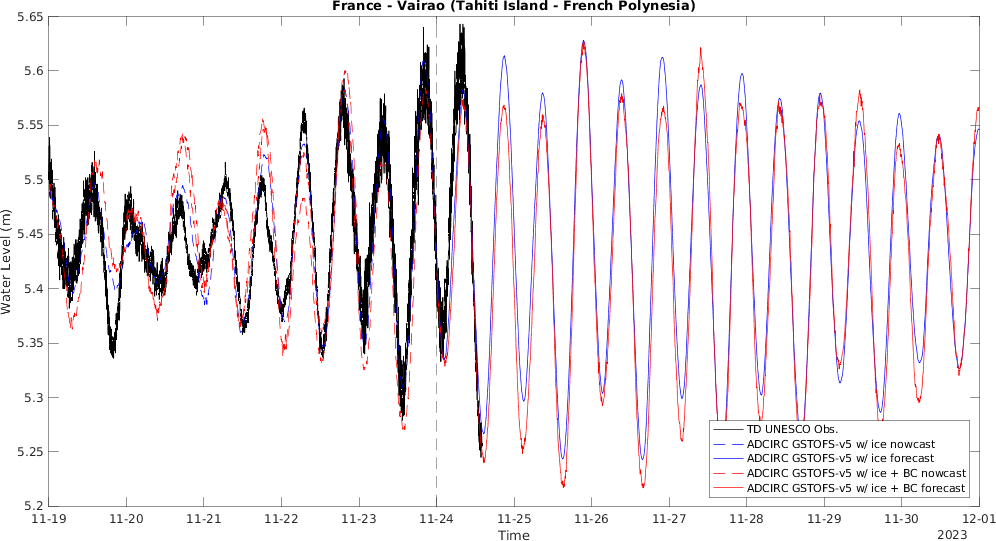 France - Vairao (Tahiti Island - French Polynesia)
5.65
5.6
5.55
5.5
5.45
5.4
5.35
5.3
5.25
5.2
Water Level (m)
TD UNESCO Obs.
ADCIRC GSTOFS-v5 w/ ice nowcast
ADCIRC GSTOFS-v5 w/ ice forecast
ADCIRC GSTOFS-v5 w/ ice + BC nowcast
ADCIRC GSTOFS-v5 w/ ice + BC forecast
11-19 11-20 11-21 11-22 11-23 11-24 11-25 11-26 11-27 11-28 11-29 11-30 12-01
Time
2023